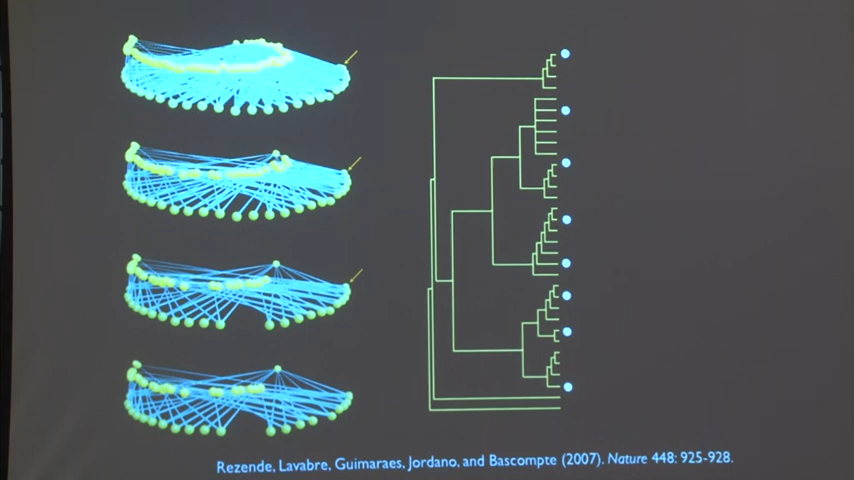 Rezende, Lavabre, Guimaraes, Jordano, and Bascompte (2007). Nature 448: 925-928.